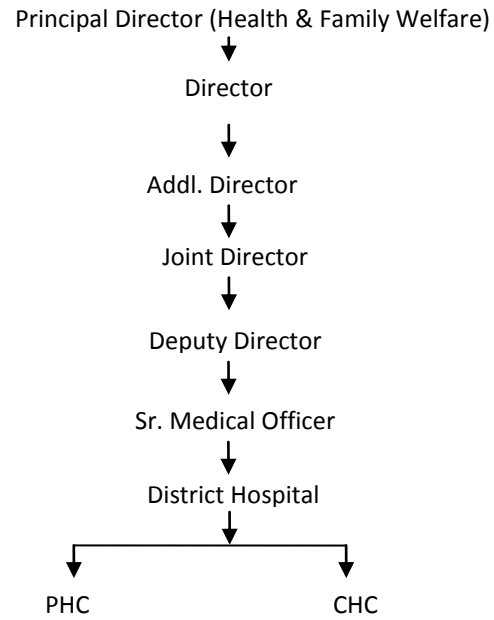 Principal Director (Health & Family Welfare)
Director
Addl. Director
Joint Director
Deputy Director
Sr. Medical Officer
District Hospital
PHC CHC